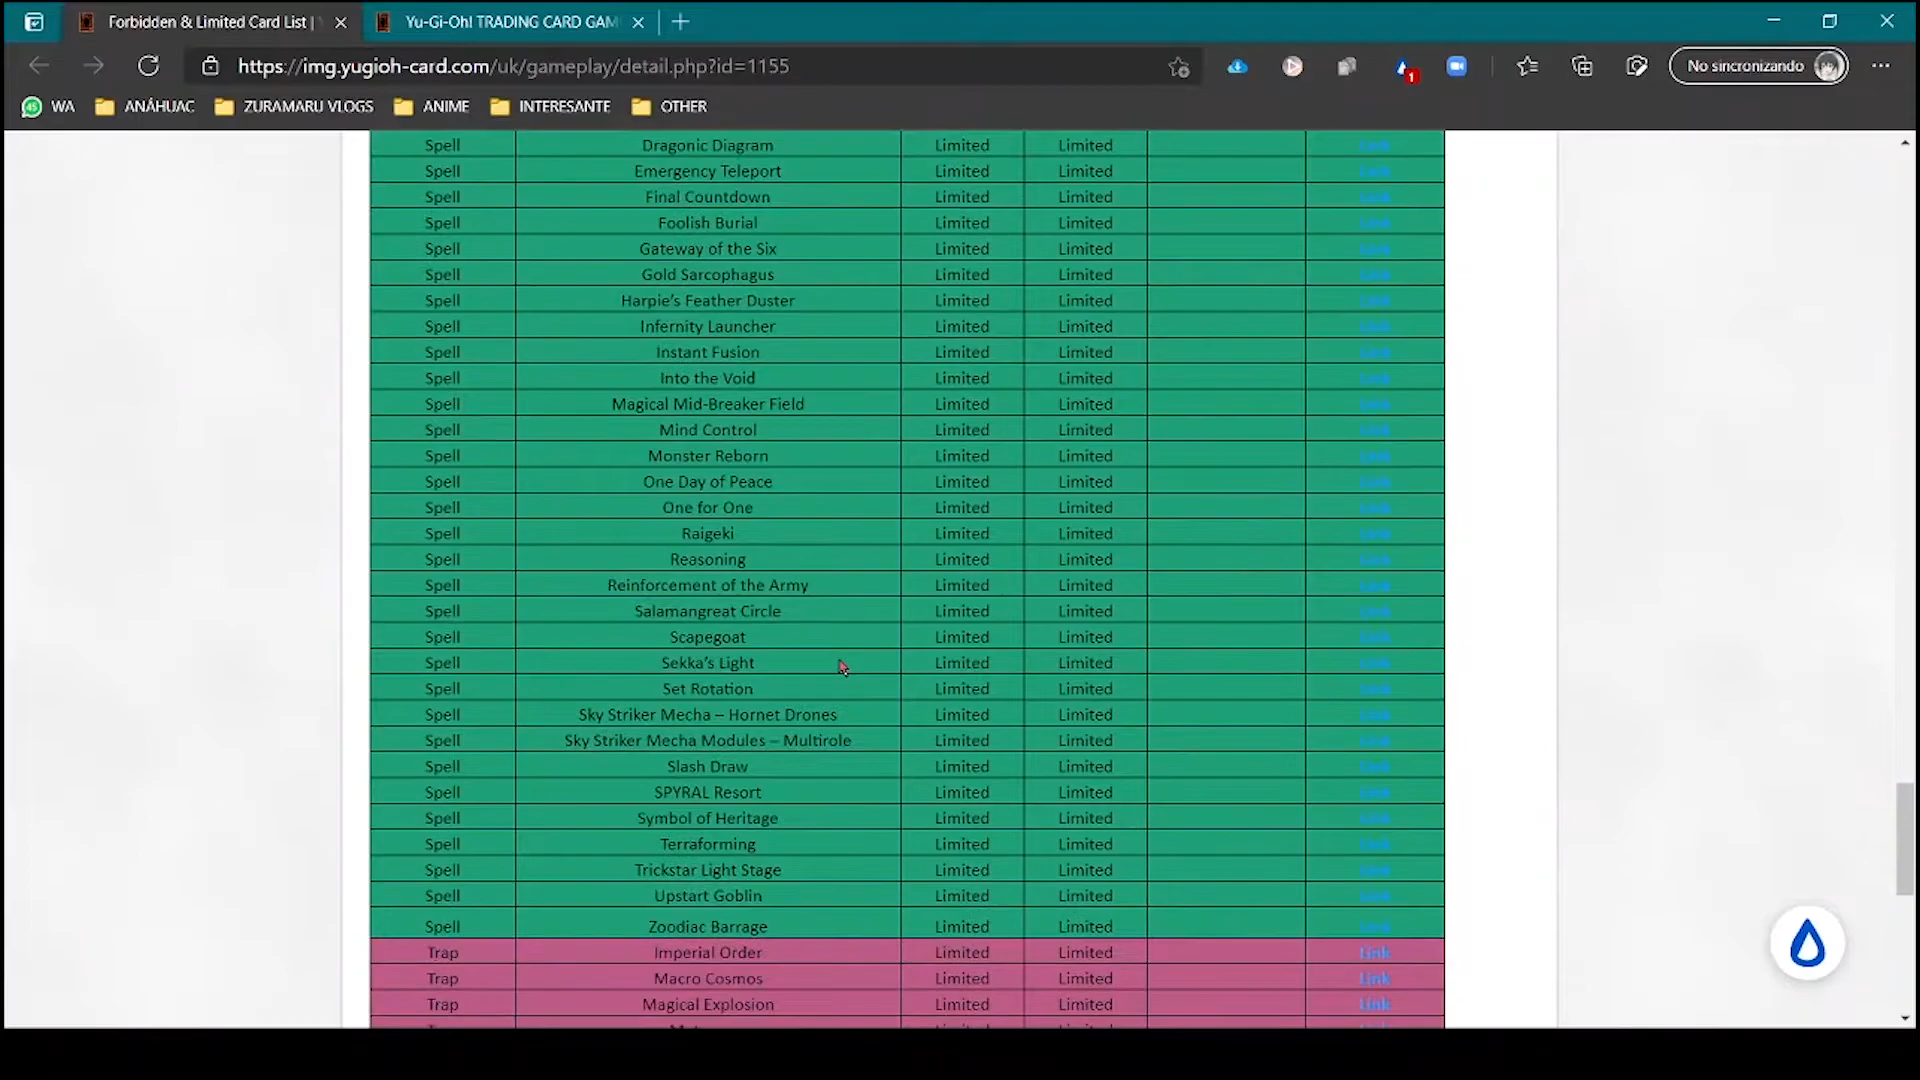 Forbidden & Limited Card List |
Yu-Gi-Oh! TRADING CARD GAM
https://img.yugioh-card.com/uk/gameplay/detail.php?id=1155
1
No sincronizando
45 WA ANÁHUAC ZURAMARU VLOGS ANIME INTERESANTE OTHER
Spell Dragonic Diagram Limited Limited Link
Spell Emergency Teleport Limited Limited Link
Spell Final Countdown Limited Limited Link
Spell Foolish Burial Limited Limited Link
Spell Gateway of the Six Limited Limited Link
Spell Gold Sarcophagus Limited Limited Link
Spell Harpie’s Feather Duster Limited Limited Link
Spell Infernity Launcher Limited Limited Link
Spell Instant Fusion Limited Limited Link
Spell Into the Void Limited Limited Link
Spell Magical Mid-Breaker Field Limited Limited Link
Spell Mind Control Limited Limited Link
Spell Monster Reborn Limited Limited Link
Spell One Day of Peace Limited Limited Link
Spell One for One Limited Limited Link
Spell Raigeki Limited Limited Link
Spell Reasoning Limited Limited Link
Spell Reinforcement of the Army Limited Limited Link
Spell Salamangreat Circle Limited Limited Link
Spell Scapegoat Limited Limited Link
Spell Sekka’s Light Limited Limited Link
Spell Set Rotation Limited Limited Link
Spell Sky Striker Mecha – Hornet Drones Limited Limited Link
Spell Sky Striker Mecha Modules – Multirole Limited Limited Link
Spell Slash Draw Limited Limited Link
Spell SPYRAL Resort Limited Limited Link
Spell Symbol of Heritage Limited Limited Link
Spell Terraforming Limited Limited Link
Spell Trickstar Light Stage Limited Limited Link
Spell Upstart Goblin Limited Limited Link
Spell Zoodiac Barrage Limited Limited Link
Trap Imperial Order Limited Limited Link
Trap Macro Cosmos Limited Limited Link
Trap Magical Explosion Limited Limited Link